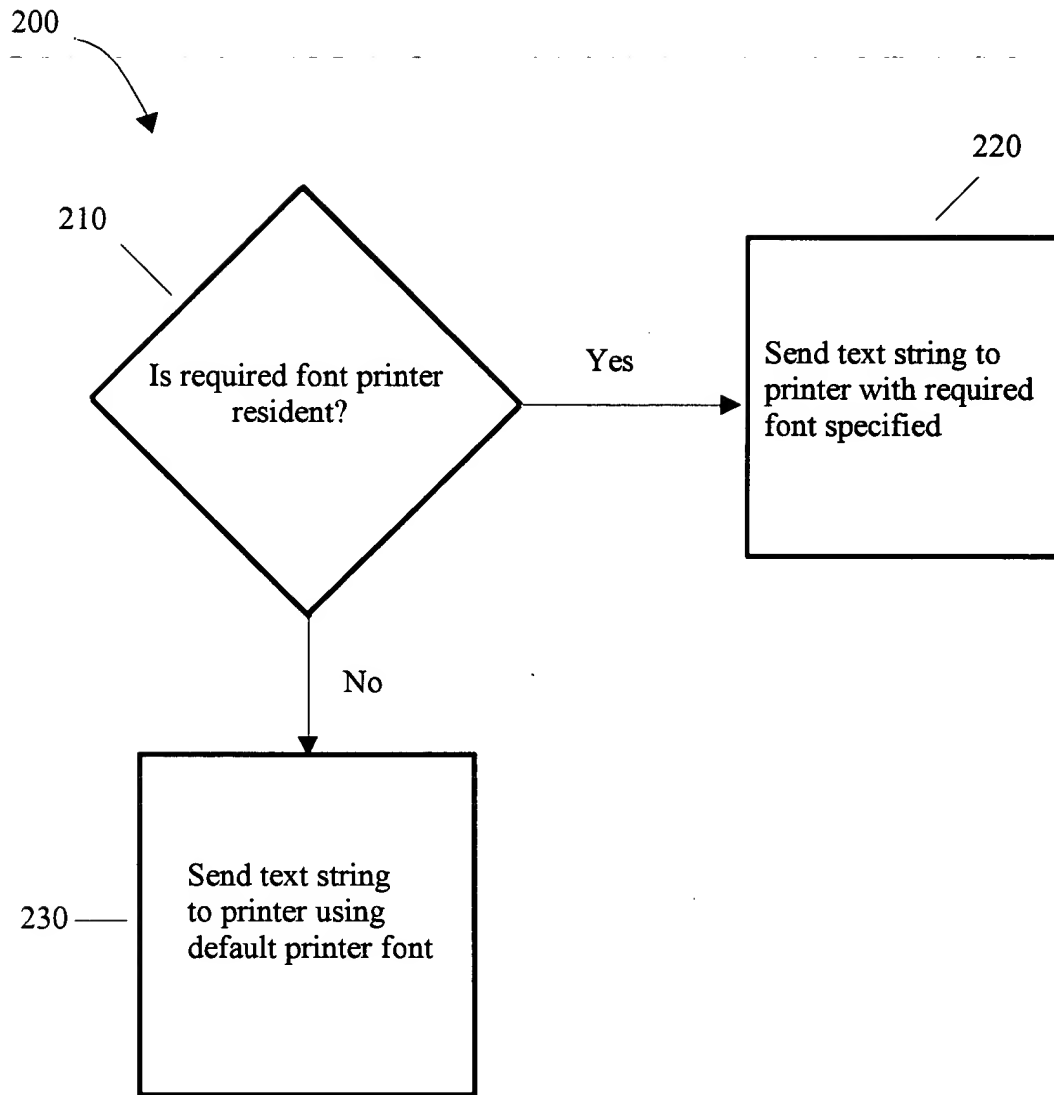 200
220
210
Is required font printer
resident?
Yes
Send text string to
printer with required
font specified
No
Send text string
to printer using
default printer font
230